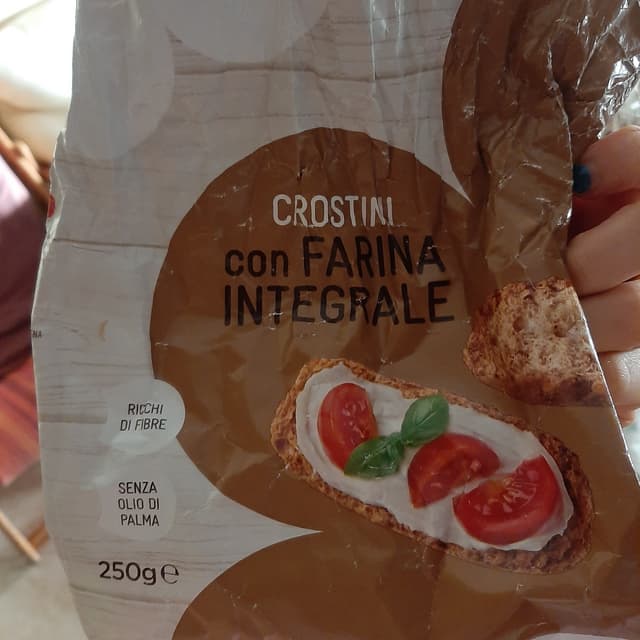 CROSTINI
con FARINA
INTEGRALE
RICCHI
DI FIBRE
SENZA
OLIO DI
PALMA
250g e